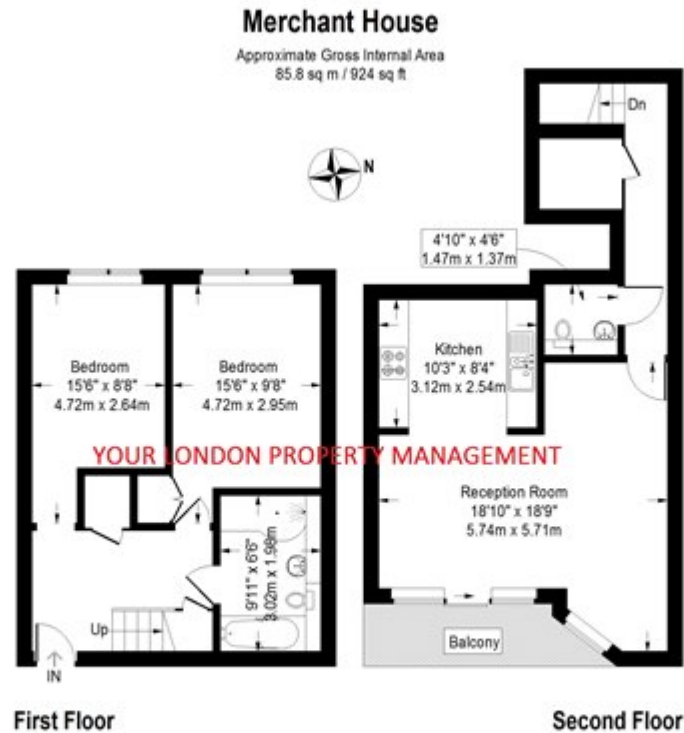 Merchant House
Approximate Gross Internal Area
85.8 sq m / 924 sq ft
N
Dn
4'10" x 4'6"
1.47m x 1.37m
Bedroom
15'6" x 8'8"
4.72m x 2.64m
Bedroom
15'6" x 9'8"
4.72m x 2.95m
Kitchen
10'3" x 8'4"
3.12m x 2.54m
YOUR LONDON PROPERTY MANAGEMENT
Reception Room
18'10" x 18'9"
5.74m x 5.71m
9'11" x 6'6"
3.02m x 1.98m
Up
Balcony
IN
First Floor
Second Floor